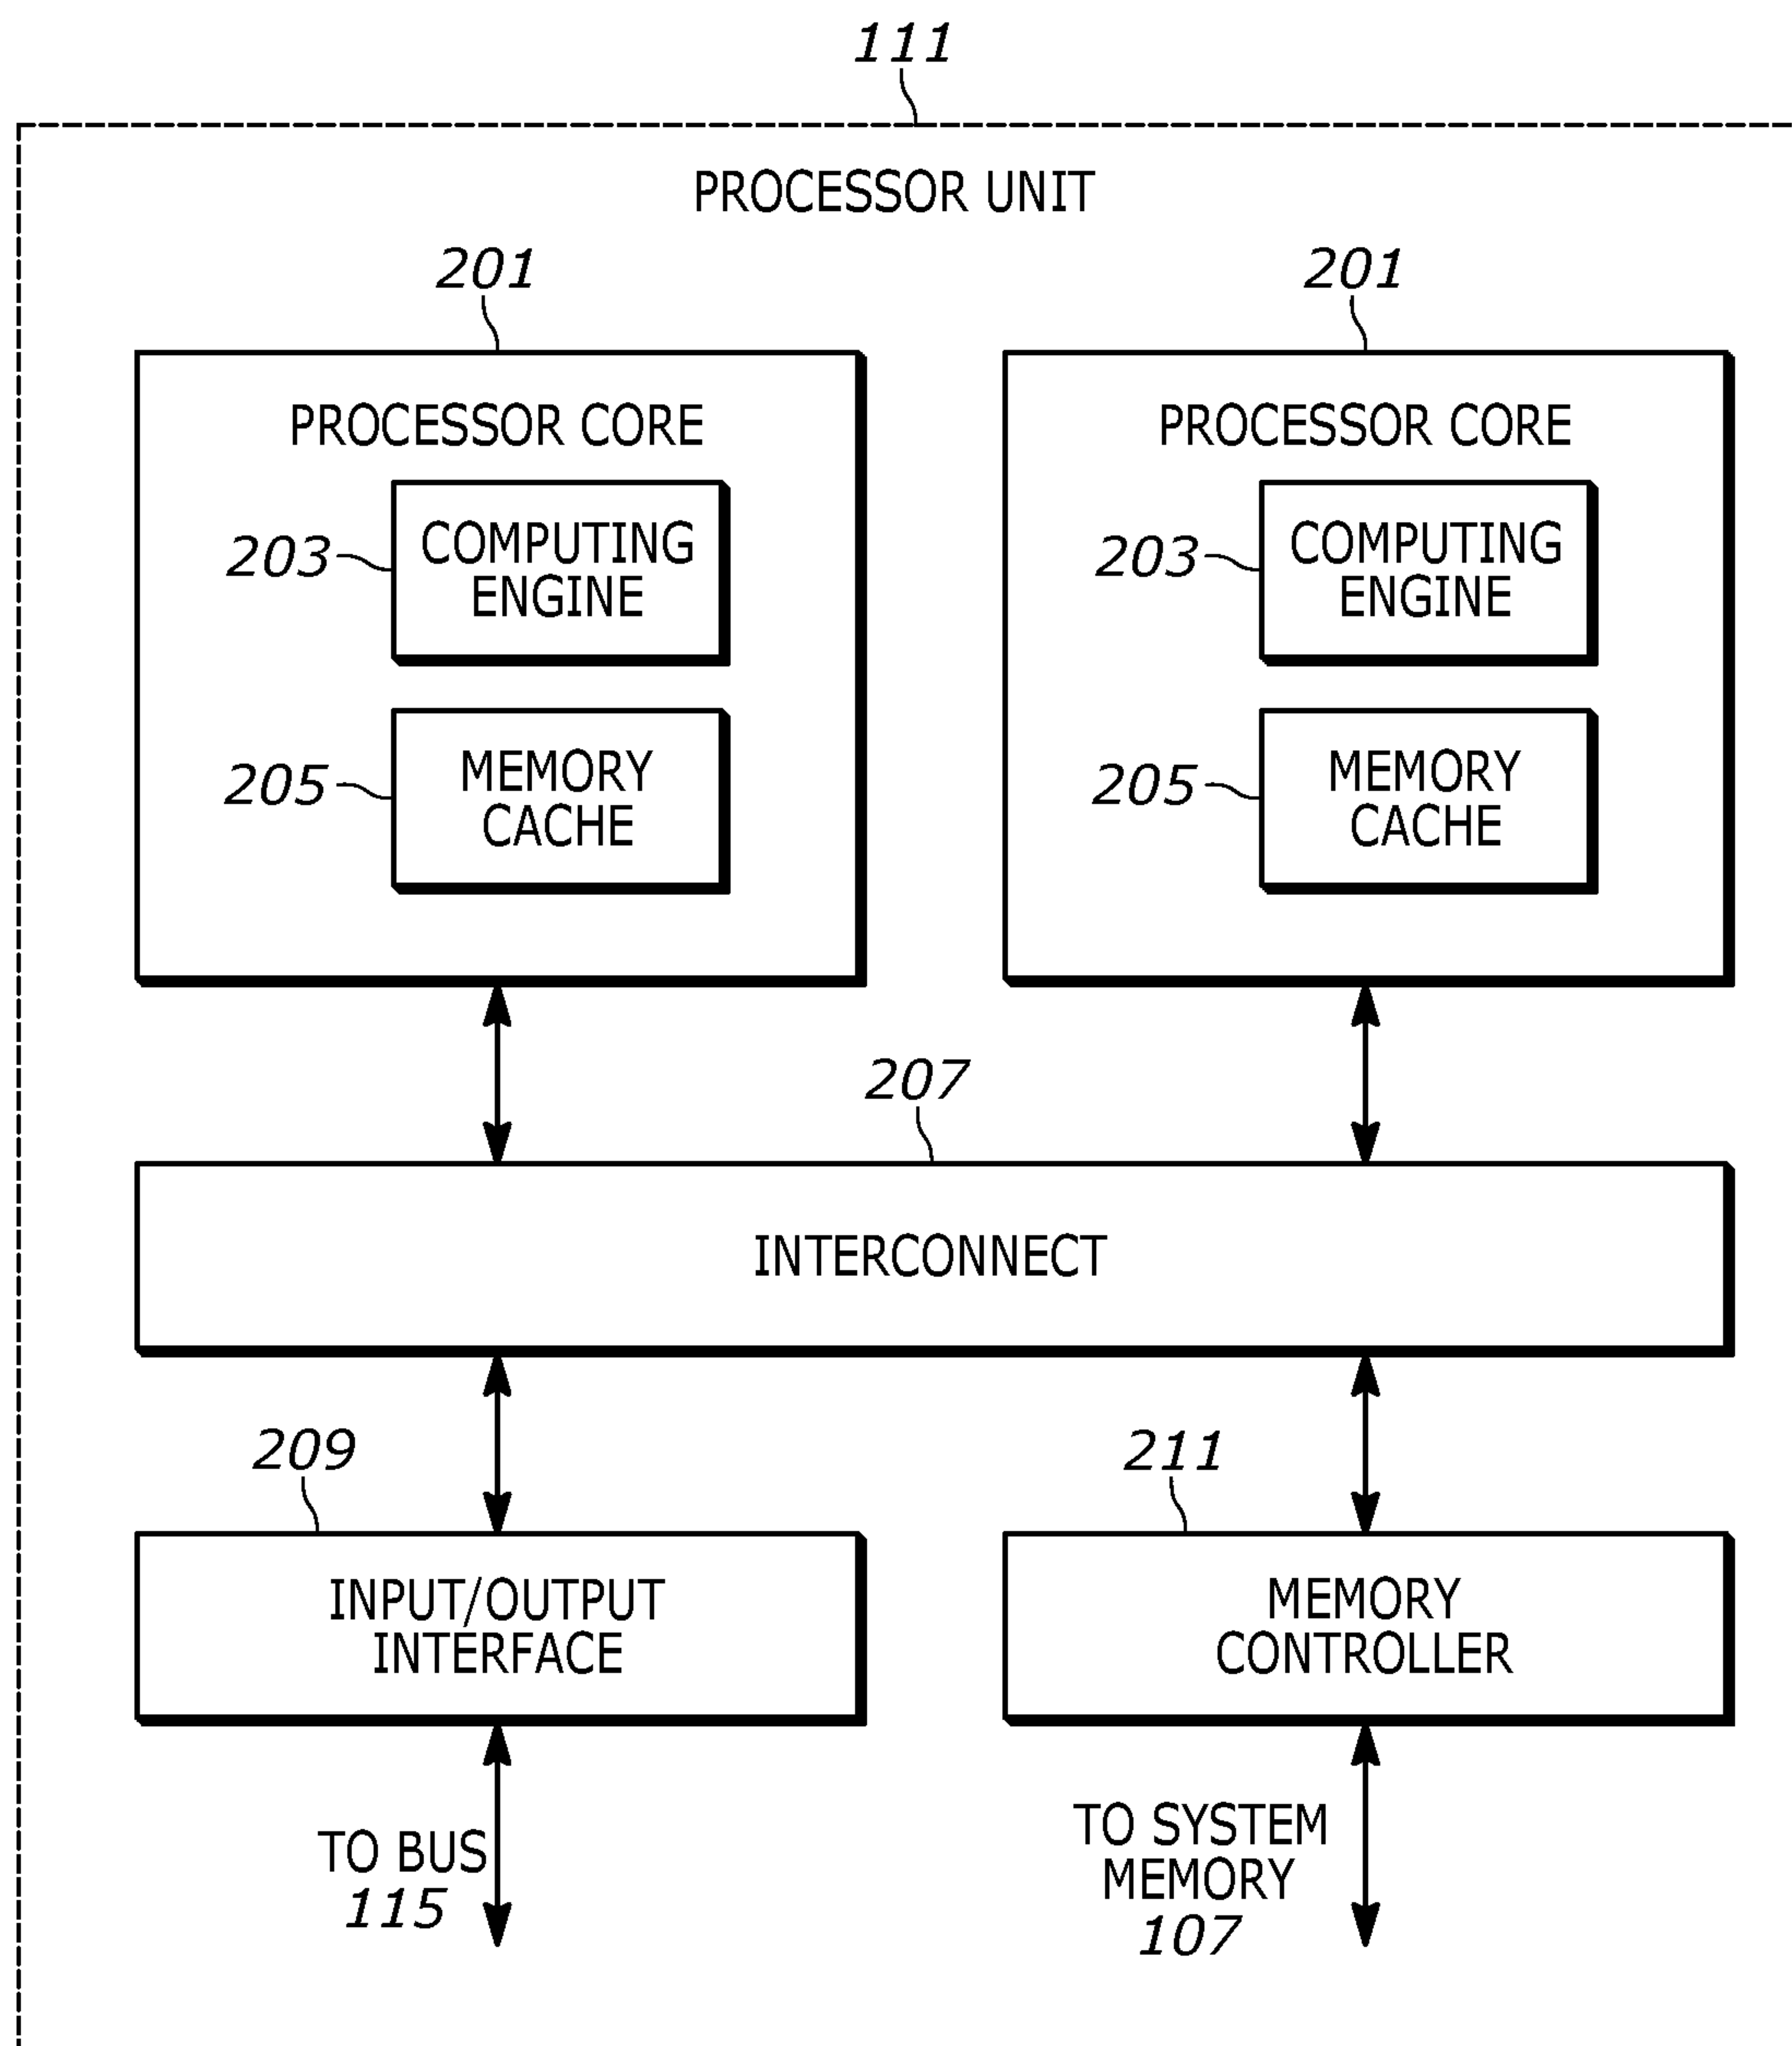 111
PROCESSOR UNIT
201
201
PROCESSOR CORE
PROCESSOR CORE
203
COMPUTING
ENGINE
203
COMPUTING
ENGINE
205
MEMORY
CACHE
205
MEMORY
CACHE
207
INTERCONNECT
209
211
INPUT/OUTPUT
INTERFACE
MEMORY
CONTROLLER
TO BUS
115
TO SYSTEM
MEMORY
107